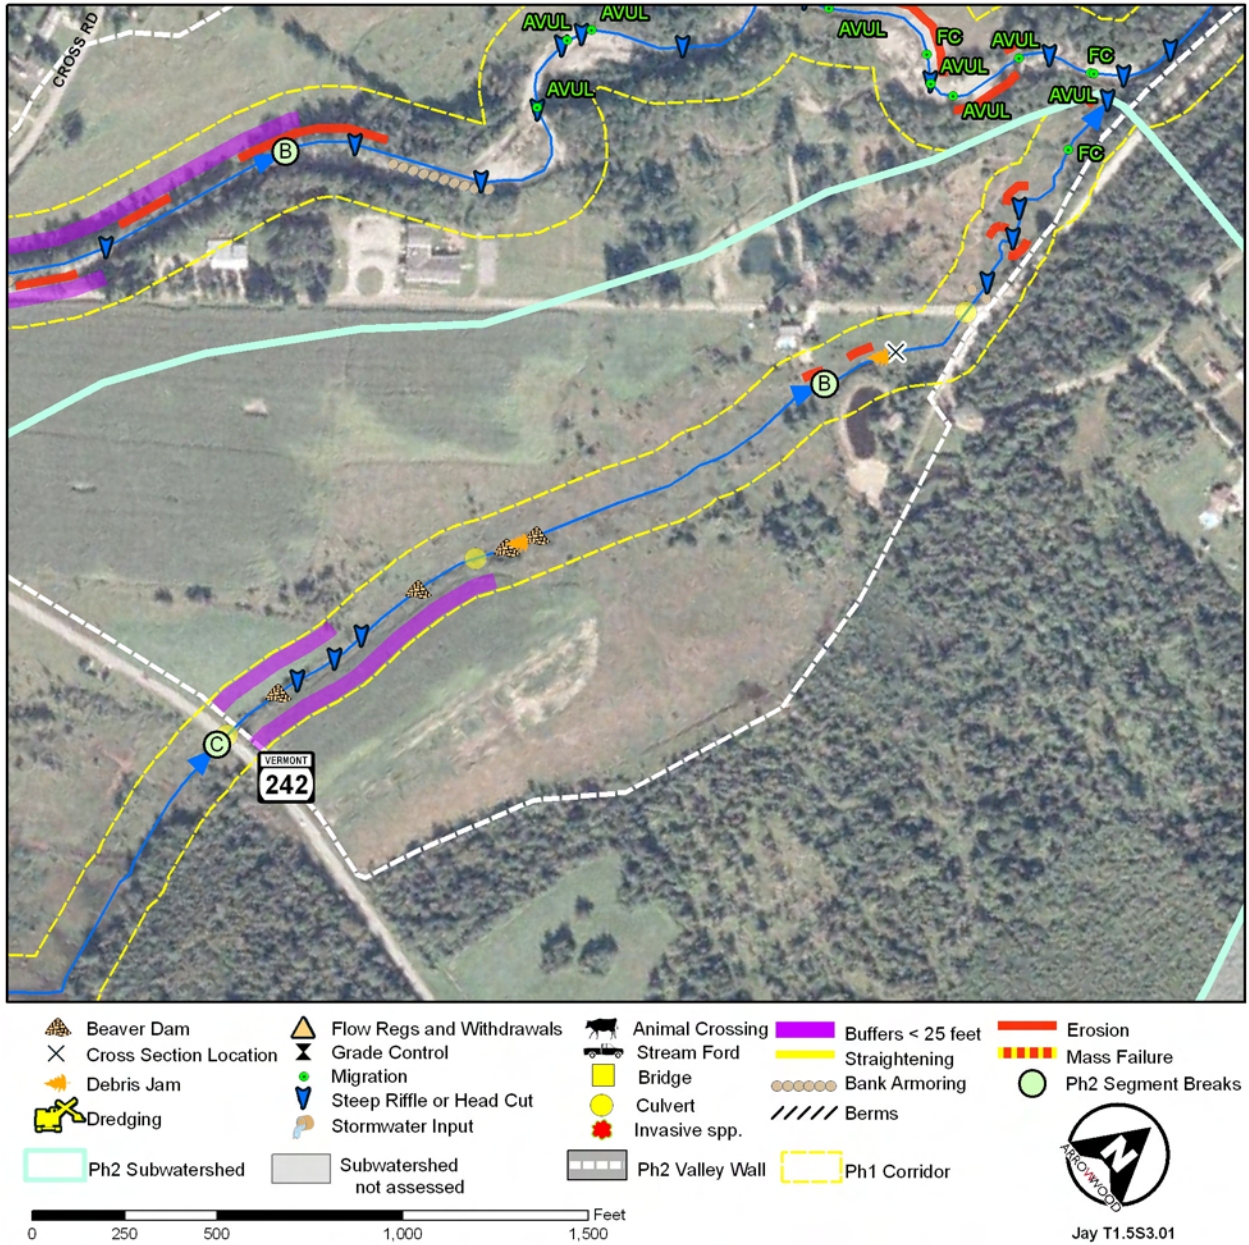 CROSS RD
AVUL
AVUL
AVUL
AVUL
FC
AVUL
AVUL
AVUL
FC
AVUL
FC
B
B
C
VERMONT
242
Beaver Dam
Cross Section Location
Debris Jam
Dredging
Flow Regs and Withdrawals
Grade Control
Migration
Steep Riffle or Head Cut
Stormwater Input
Animal Crossing
Stream Ford
Bridge
Culvert
Invasive spp.
Buffers < 25 feet
Straightening
Bank Armoring
Berms
Erosion
Mass Failure
Ph2 Segment Breaks
Ph2 Subwatershed
Subwatershed
not assessed
Ph2 Valley Wall
Ph1 Corridor
N
ARROWWOOD
Feet
0 250 500 1,000 1,500
Jay T1.5S3.01